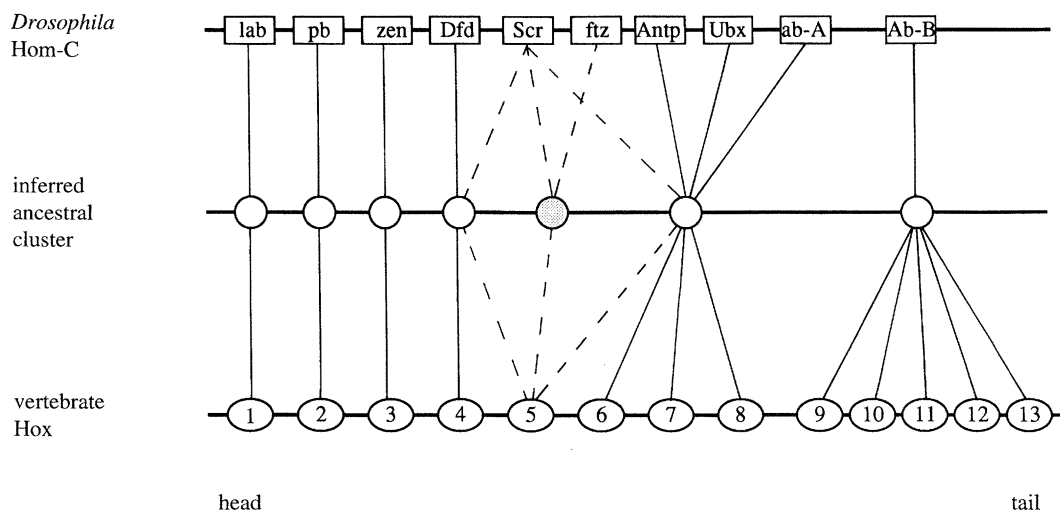 Drosophila
Hom-C
lab pb zen Dfd Scr ftz Antp Ubx ab-A Ab-B
inferred
ancestral
cluster
vertebrate
Hox
1 2 3 4 5 6 7 8 9 10 11 12 13
head tail